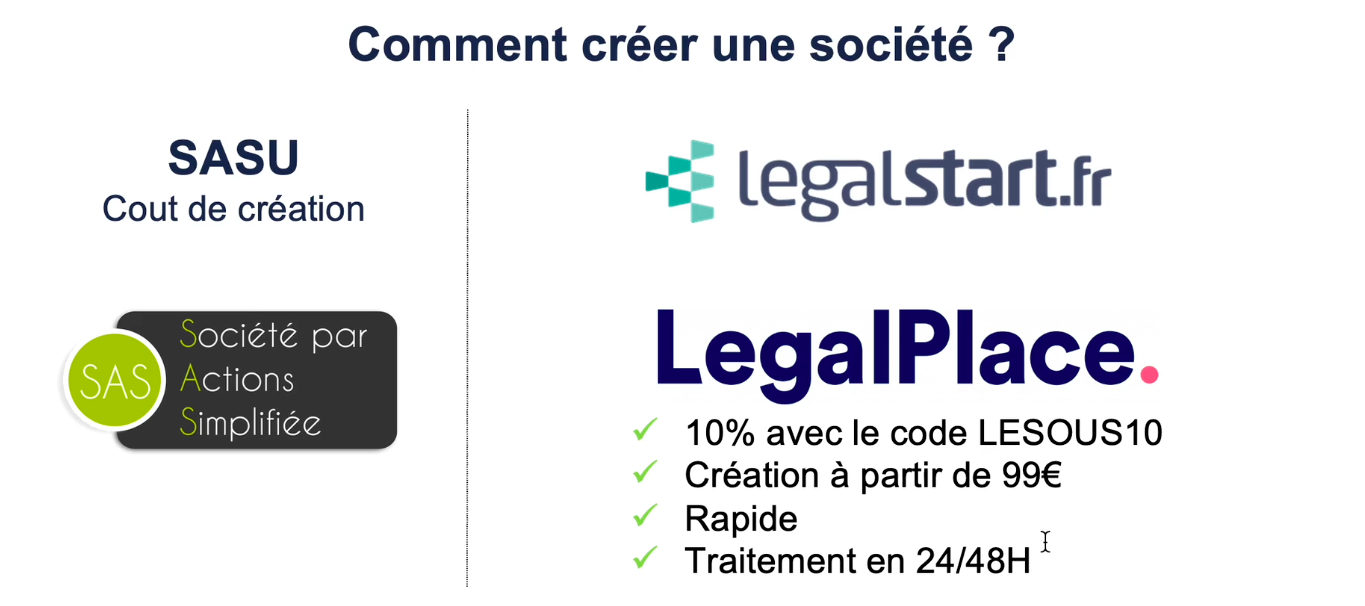 Comment créer une société ?
SASU
Cout de création
SAS
Société par
Actions
Simplifiée
legalstart.fr
LegalPlace.
✓ 10% avec le code LESOUS10
✓ Création à partir de 99€
✓ Rapide
✓ Traitement en 24/48H